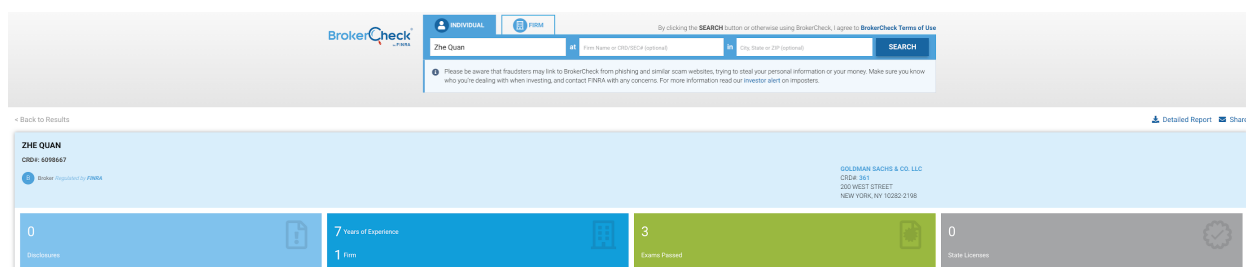 INDIVIDUAL
FIRM
By clicking the SEARCH button or otherwise using BrokerCheck, I agree to BrokerCheck Terms of Use
BrokerCheck
by FINRA
Zhe Quan
at
Firm Name or CRD/SEC# (optional)
in
City, State or ZIP (optional)
SEARCH
Please be aware that fraudsters may link to BrokerCheck from phishing and similar scam websites, trying to steal your personal information or your money. Make sure you know
who you're dealing with when investing, and contact FINRA with any concerns. For more information read our investor alert on imposters.
< Back to Results
Detailed Report
Share
ZHE QUAN
CRD#: 6098667
B
Broker Regulated by FINRA
GOLDMAN SACHS & CO. LLC
CRD# 361
200 WEST STREET
NEW YORK, NY 10282-2198
0
Disclosures
7 Years of Experience
1 Firm
3
Exams Passed
0
State Licenses